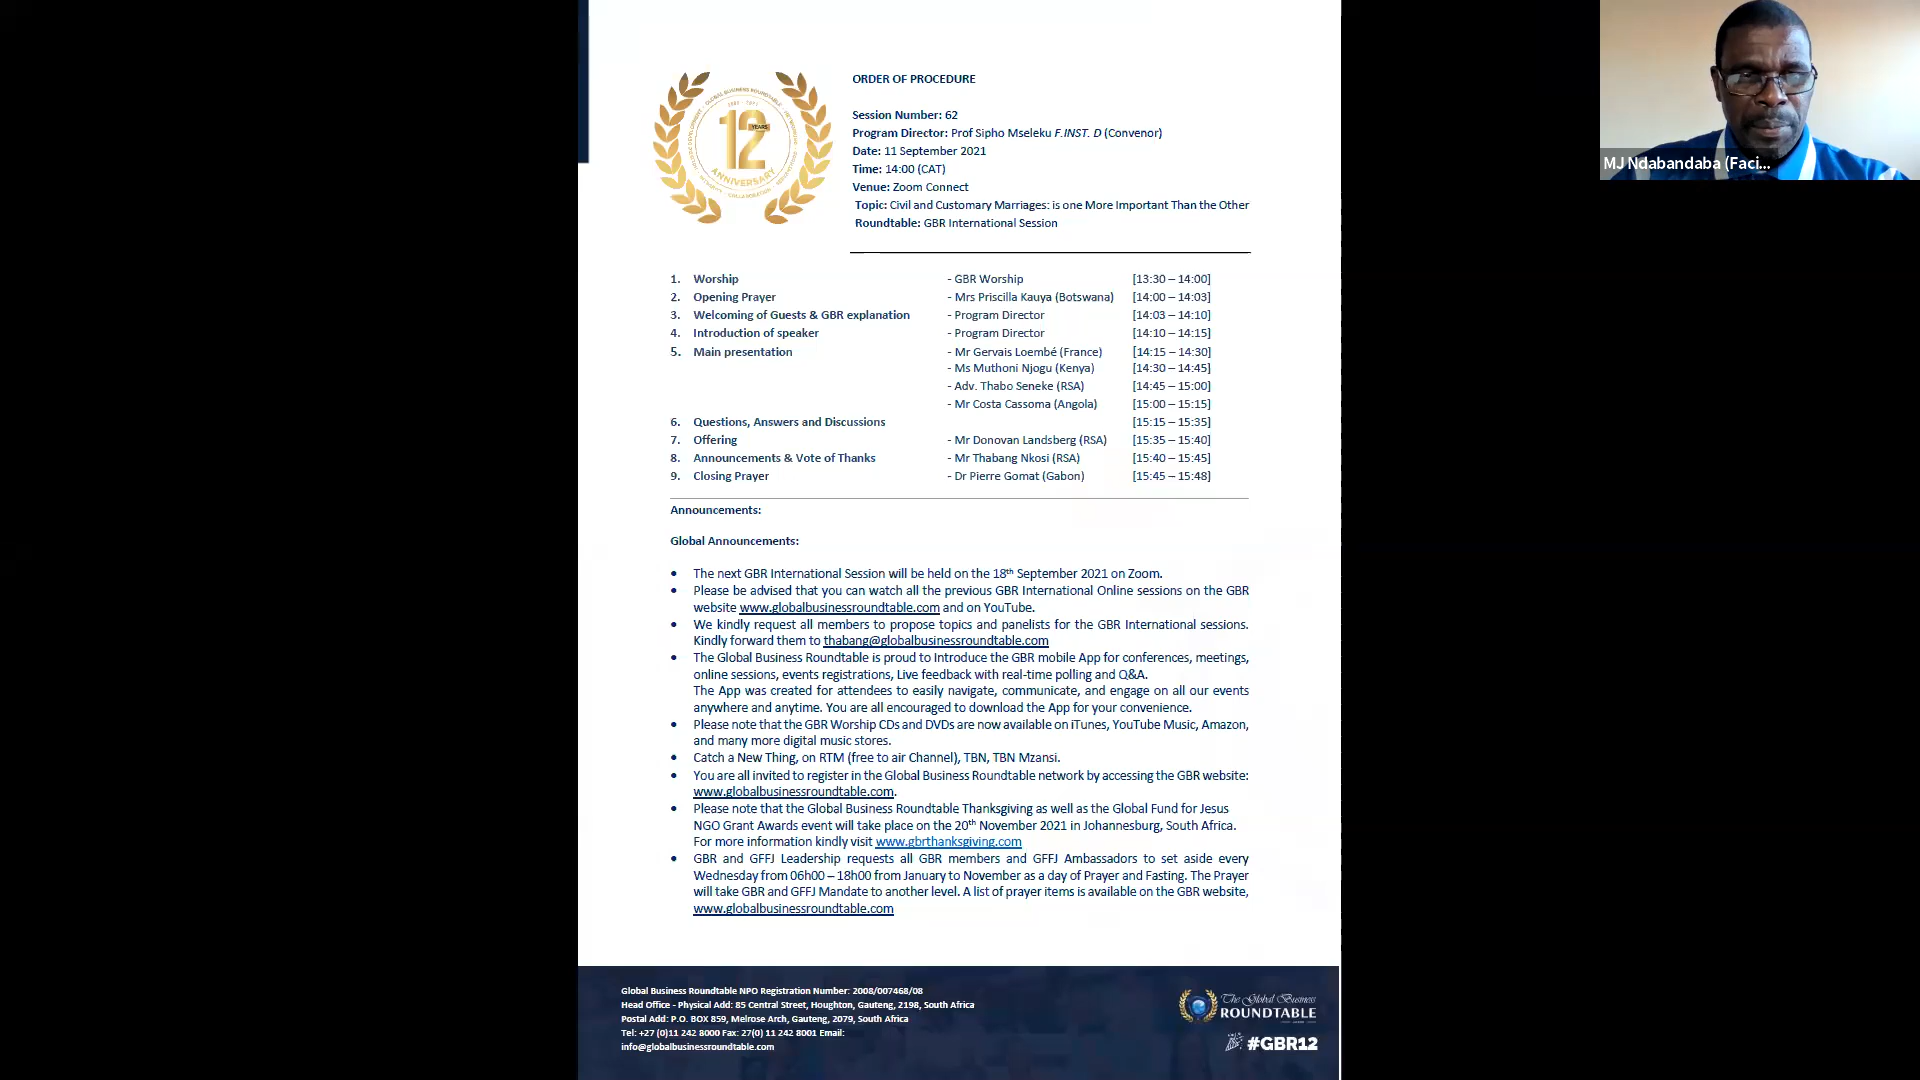 ORDER OF PROCEDURE
Session Number: 62
Program Director: Prof Sipho Mseleku F.INST. D (Convenor)
Date: 11 September 2021
Time: 14:00 (CAT)
Venue: Zoom Connect
Topic: Civil and Customary Marriages: is one More Important Than the Other
Roundtable: GBR International Session
12
YEARS
ANNIVERSARY
MJ Ndabandaba (Faci...
1. Worship - GBR Worship [13:30 – 14:00]
2. Opening Prayer - Mrs Priscilla Kauya (Botswana) [14:00 – 14:03]
3. Welcoming of Guests & GBR explanation - Program Director [14:03 – 14:10]
4. Introduction of speaker - Program Director [14:10 – 14:15]
5. Main presentation - Mr Gervais Loembé (France) [14:15 – 14:30]
- Ms Muthoni Njogu (Kenya) [14:30 – 14:45]
- Adv. Thabo Seneke (RSA) [14:45 – 15:00]
- Mr Costa Cassoma (Angola) [15:00 – 15:15]
6. Questions, Answers and Discussions [15:15 – 15:35]
7. Offering - Mr Donovan Landsberg (RSA) [15:35 – 15:40]
8. Announcements & Vote of Thanks - Mr Thabang Nkosi (RSA) [15:40 – 15:45]
9. Closing Prayer - Dr Pierre Gomat (Gabon) [15:45 – 15:48]
Announcements:
Global Announcements:
• The next GBR International Session will be held on the 18th September 2021 on Zoom.
• Please be advised that you can watch all the previous GBR International Online sessions on the GBR
website www.globalbusinessroundtable.com and on YouTube.
• We kindly request all members to propose topics and panelists for the GBR International sessions.
Kindly forward them to thabang@globalbusinessroundtable.com
• The Global Business Roundtable is proud to Introduce the GBR mobile App for conferences, meetings,
online sessions, events registrations, Live feedback with real-time polling and Q&A.
The App was created for attendees to easily navigate, communicate, and engage on all our events
anywhere and anytime. You are all encouraged to download the App for your convenience.
• Please note that the GBR Worship CDs and DVDs are now available on iTunes, YouTube Music, Amazon,
and many more digital music stores.
• Catch a New Thing, on RTM (free to air Channel), TBN, TBN Mzansi.
• You are all invited to register in the Global Business Roundtable network by accessing the GBR website:
www.globalbusinessroundtable.com.
• Please note that the Global Business Roundtable Thanksgiving as well as the Global Fund for Jesus
NGO Grant Awards event will take place on the 20th November 2021 in Johannesburg, South Africa.
For more information kindly visit www.gbrthanksgiving.com
• GBR and GFFJ Leadership requests all GBR members and GFFJ Ambassadors to set aside every
Wednesday from 06h00 – 18h00 from January to November as a day of Prayer and Fasting. The Prayer
will take GBR and GFFJ Mandate to another level. A list of prayer items is available on the GBR website,
www.globalbusinessroundtable.com
Global Business Roundtable NPO Registration Number: 2008/007468/08
Head Office - Physical Add: 85 Central Street, Houghton, Gauteng, 2198, South Africa
Postal Add: P.O. BOX 859, Melrose Arch, Gauteng, 2079, South Africa
Tel: +27 (0)11 242 8000 Fax: 27(0) 11 242 8001 Email:
info@globalbusinessroundtable.com
The Global Business
ROUNDTABLE
#GBR12